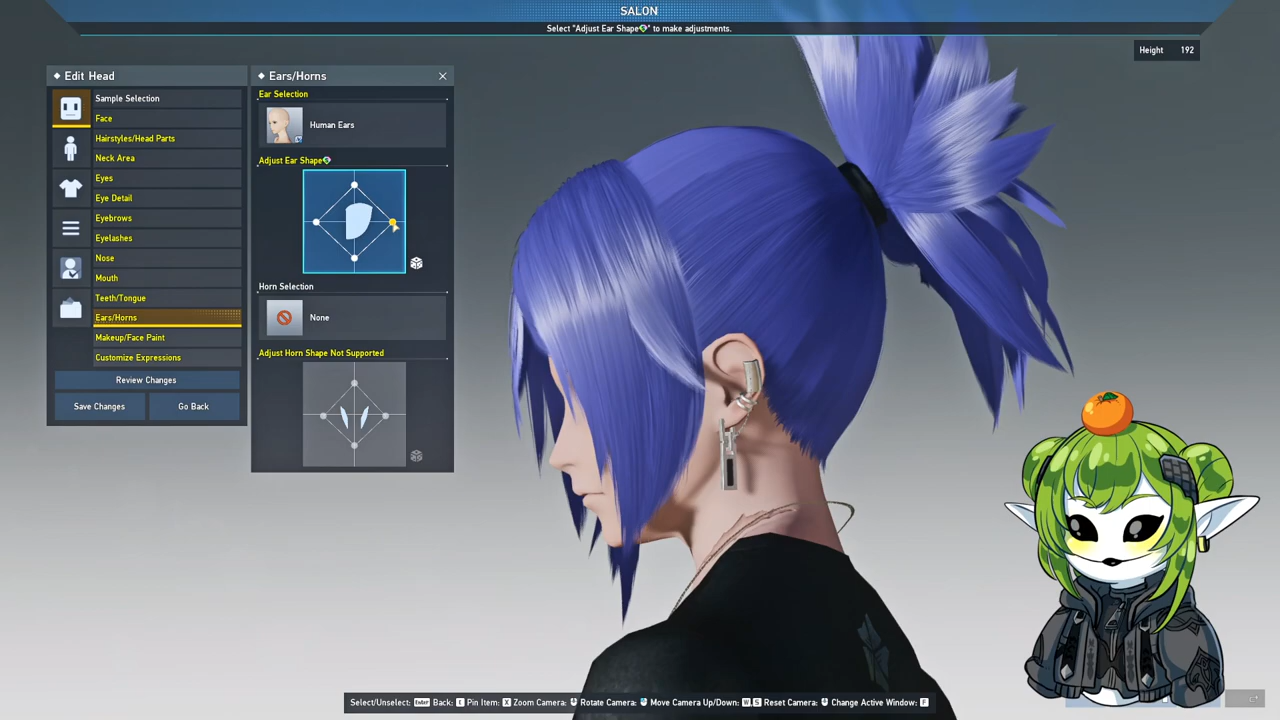 SALON
Select "Adjust Ear Shape" to make adjustments.
Height 192
Edit Head
Sample Selection
Face
Hairstyles/Head Parts
Neck Area
Eyes
Eye Detail
Eyebrows
Eyelashes
Nose
Mouth
Teeth/Tongue
Ears/Horns
Makeup/Face Paint
Customize Expressions
Review Changes
Save Changes Go Back
Ears/Horns
Ear Selection
Human Ears
Adjust Ear Shape
Horn Selection
None
Adjust Horn Shape Not Supported
Select/Unselect: Enter Back: Pin Item: X Zoom Camera: Rotate Camera: Move Camera Up/Down: W, S Reset Camera: Change Active Window: F